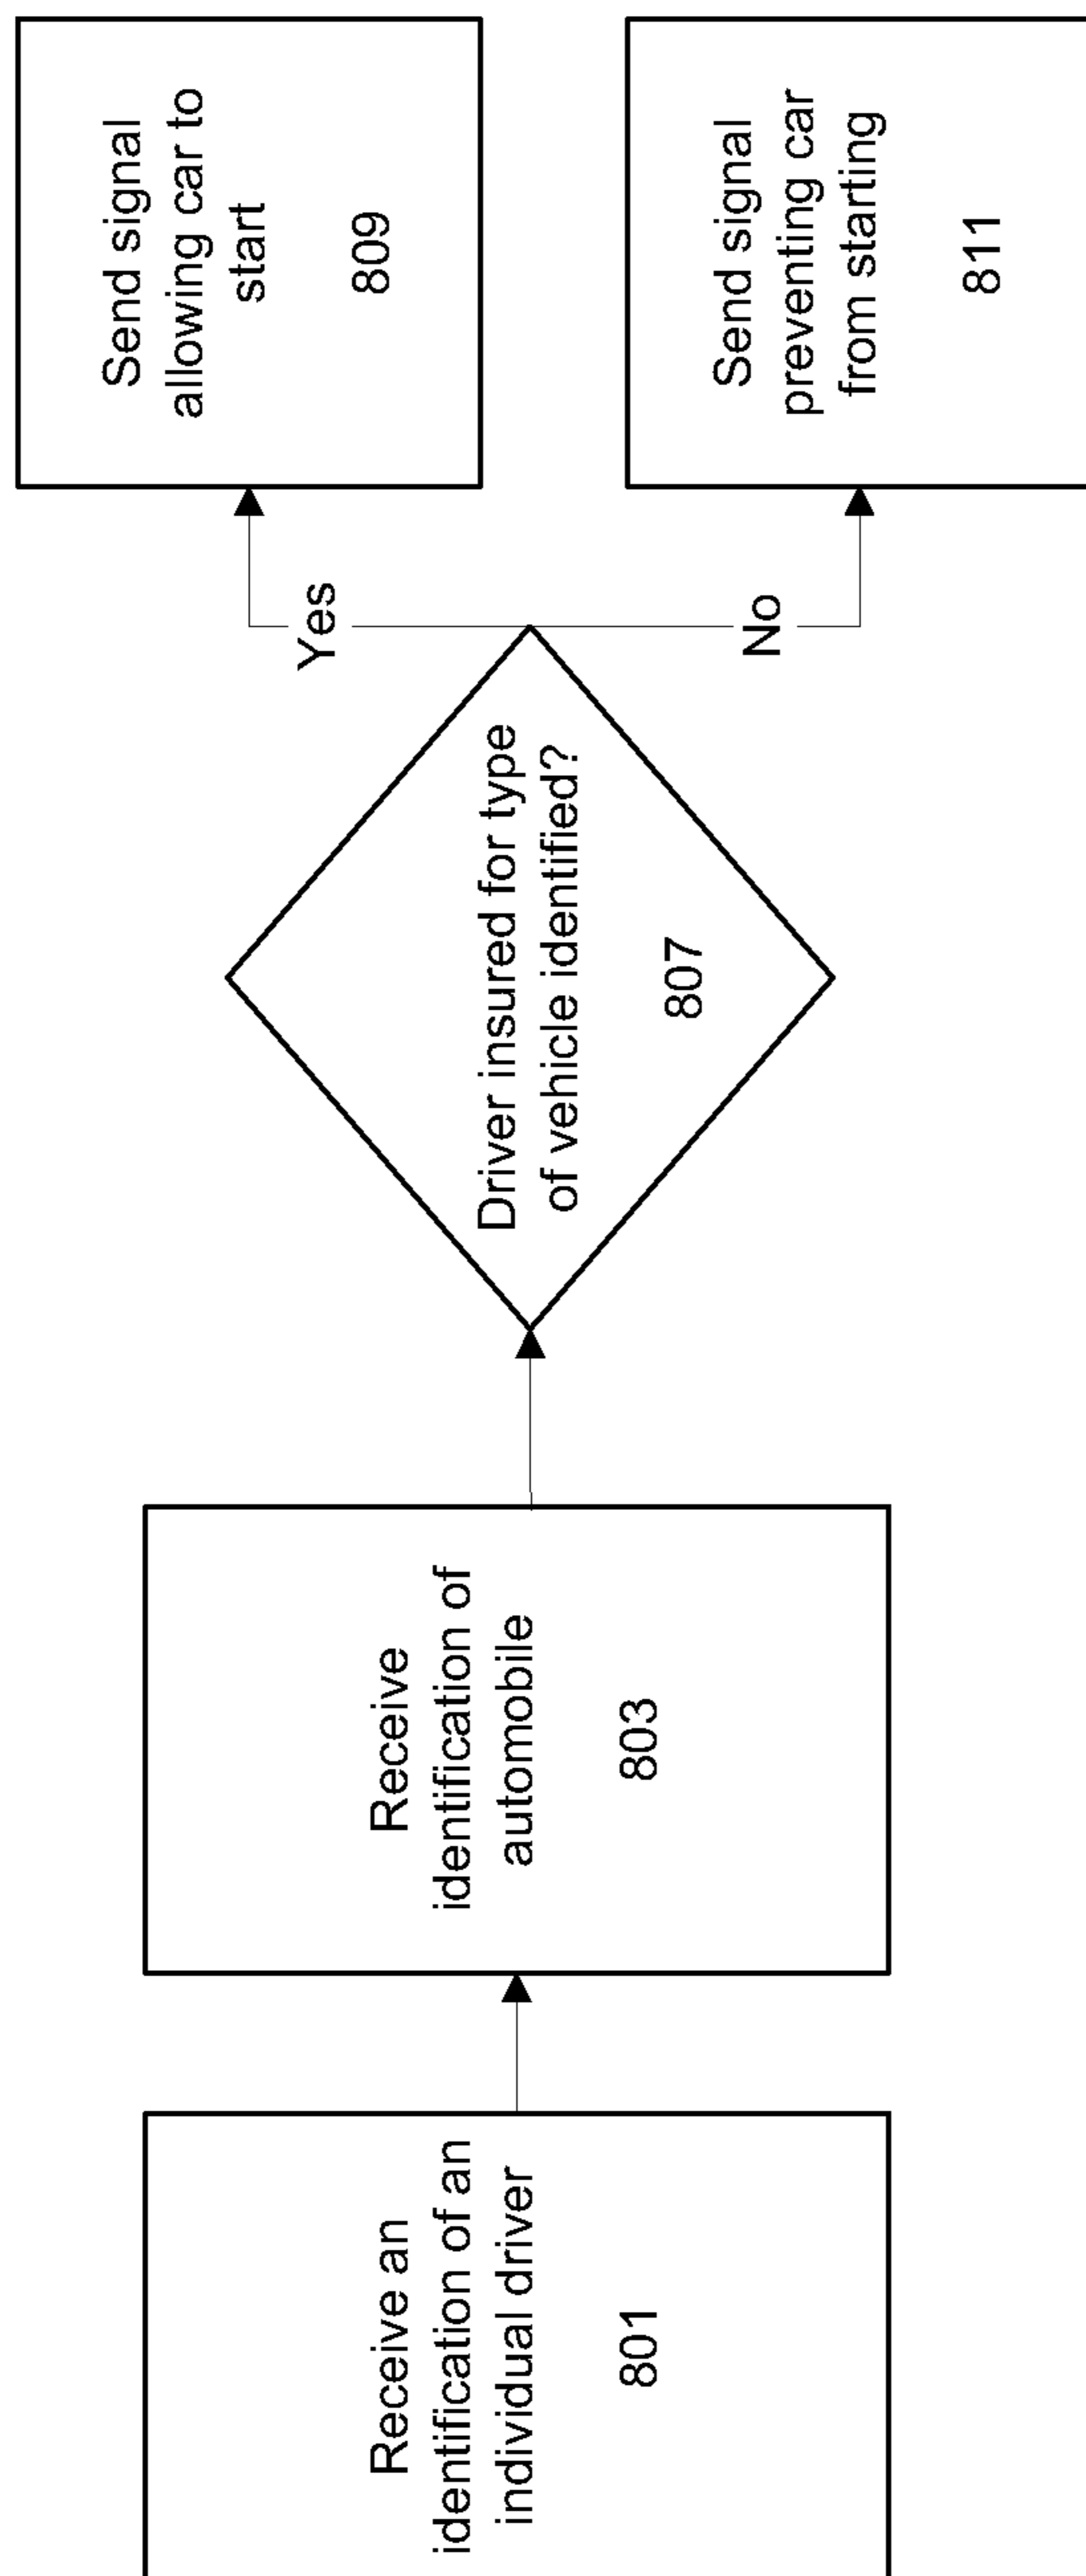 Receive an
identification of an
individual driver
801
Receive
identification of
automobile
803
Driver insured for type
of vehicle identified?
807
Yes
No
Send signal
allowing car to
start
809
Send signal
preventing car
from starting
811